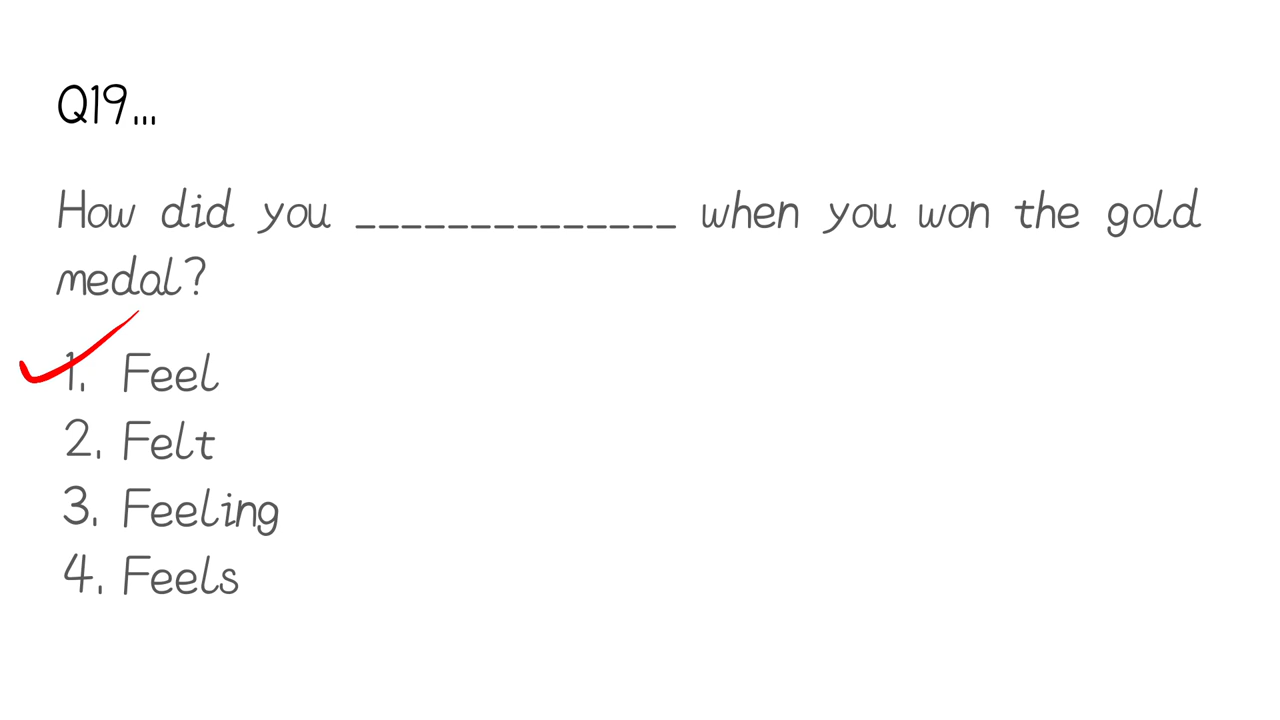 Q19...
How did you ______________ when you won the gold
medal?
1. Feel
2. Felt
3. Feeling
4. Feels